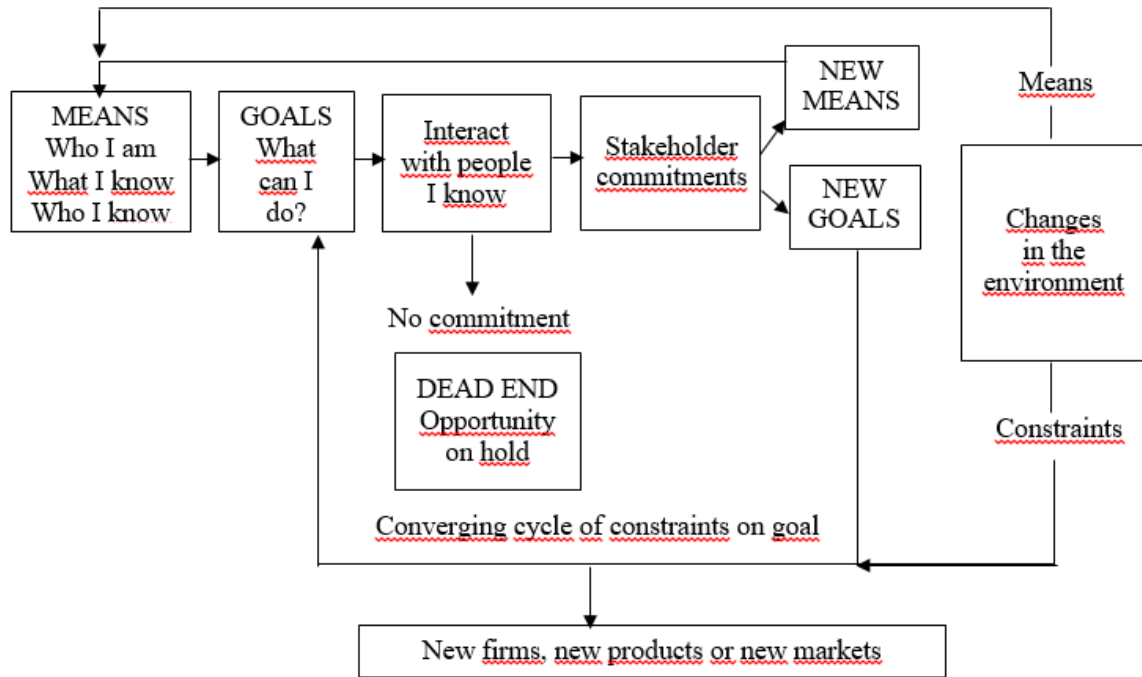 MEANS
Who I am
What I know
Who I know
GOALS
What
can I
do?
Interact
with people
I know
Stakeholder
commitments
NEW
MEANS
NEW
GOALS
Means
Changes
in the
environment
Constraints
No commitment
DEAD END
Opportunity
on hold
Converging cycle of constraints on goal
New firms, new products or new markets